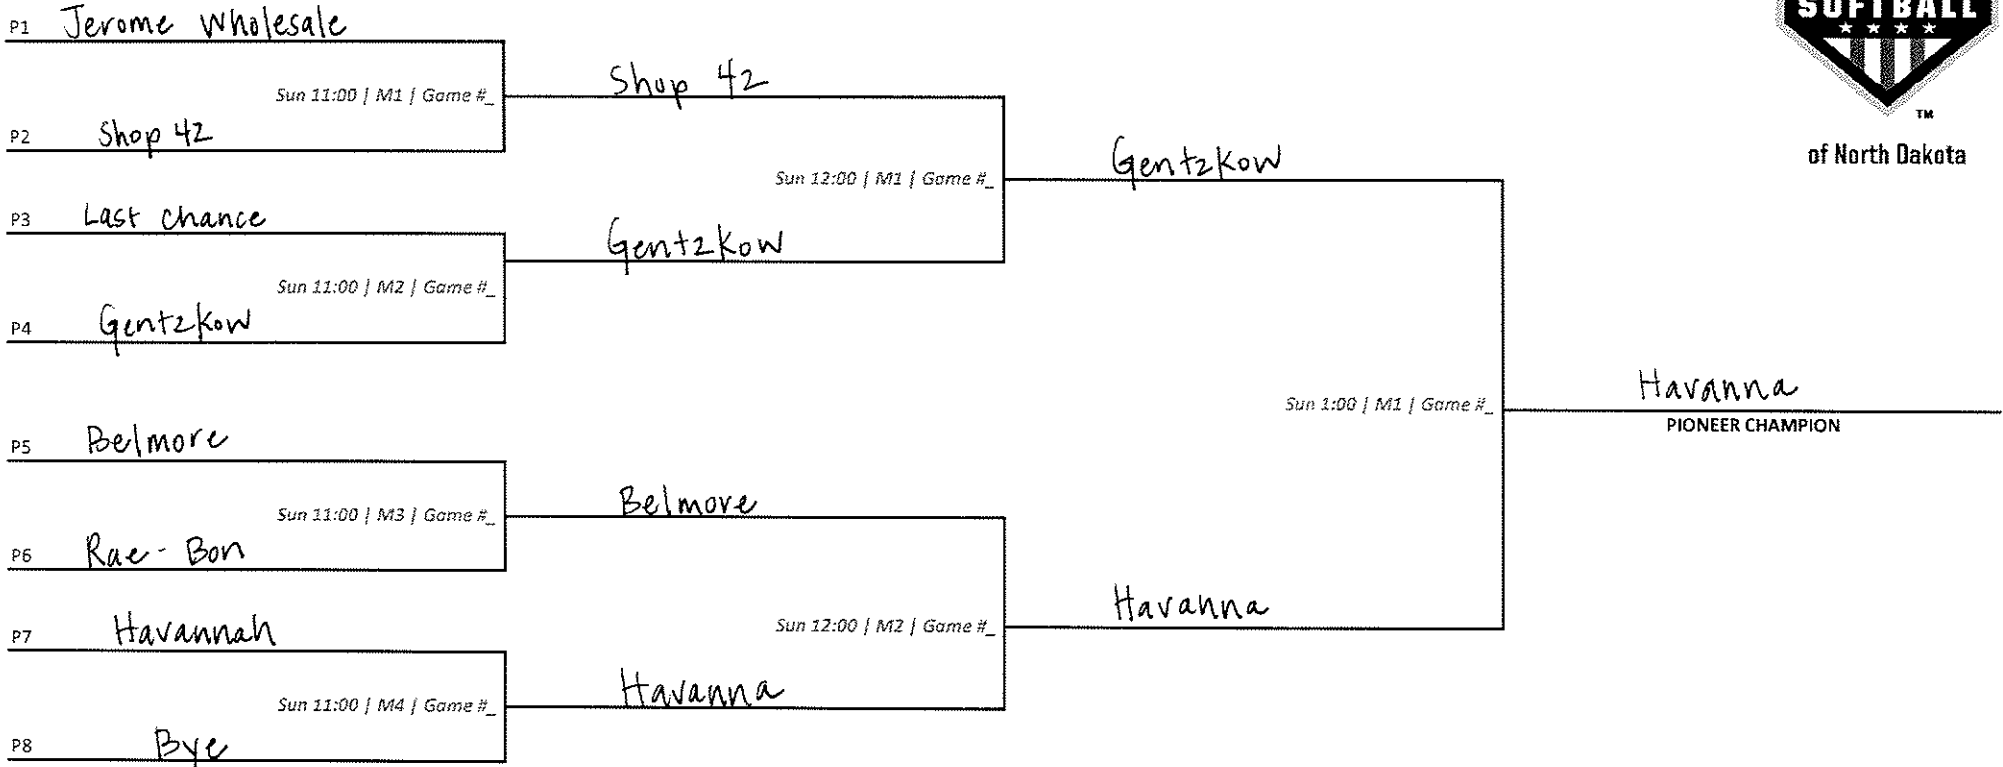 SOFTBALL
TM
of North Dakota
P1 Jerome Wholesale
Sun 11:00 | M1 | Game #_
P2 Shop 42
Shop 42
Sun 12:00 | M1 | Game #_
P3 Last chance
Sun 11:00 | M2 | Game #_
P4 Gentzkow
Gentzkow
Gentzkow
Sun 1:00 | M1 | Game #_
Havanna
PIONEER CHAMPION
P5 Belmore
Sun 11:00 | M3 | Game #_
P6 Rae-Bon
Belmore
Sun 12:00 | M2 | Game #_
Havanna
P7 Havannah
Sun 11:00 | M4 | Game #_
P8 Bye
Havanna